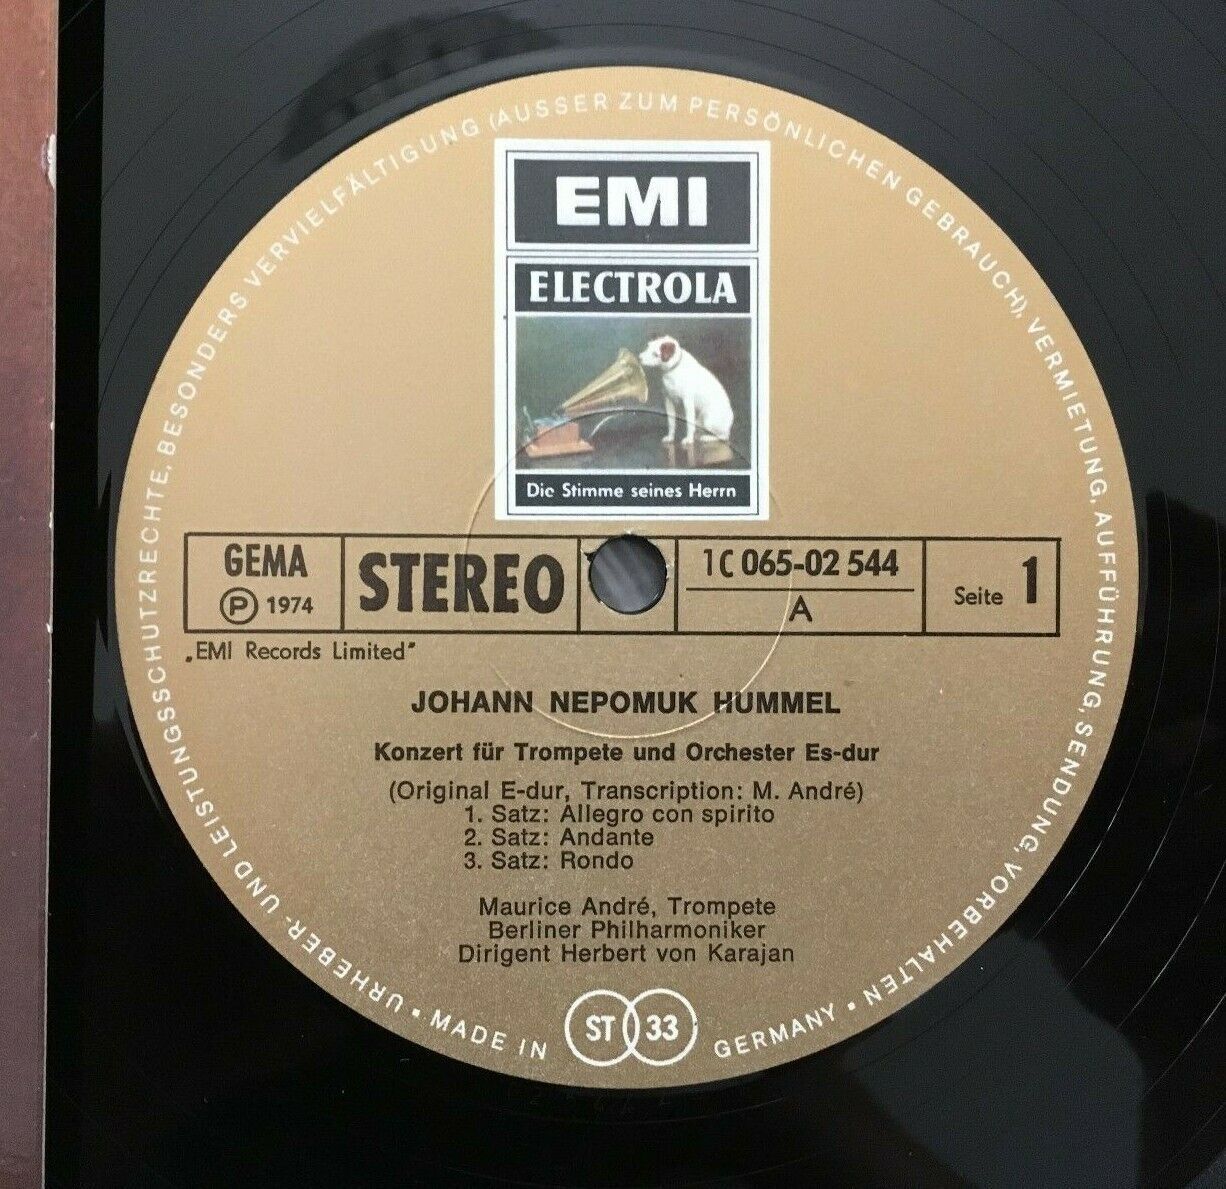 URHEBER- UND LEISTUNGSSCHUTZRECHTE, BESONDERS VERVIELFÄLTIGUNG (AUSSER ZUM PERSÖNLICHEN GEBRAUCH), VERMIETUNG, AUFFÜHRUNG, SENDUNG, VORBEHALTEN •
EMI
ELECTROLA
Die Stimme seines Herrn
GEMA
Ⓟ 1974
STEREO
1C 065-02 544
A
Seite 1
„EMI Records Limited"
JOHANN NEPOMUK HUMMEL
Konzert für Trompete und Orchester Es-dur
(Original E-dur, Transcription: M. André)
1. Satz: Allegro con spirito
2. Satz: Andante
3. Satz: Rondo
Maurice André, Trompete
Berliner Philharmoniker
Dirigent Herbert von Karajan
• MADE IN GERMANY
ST 33